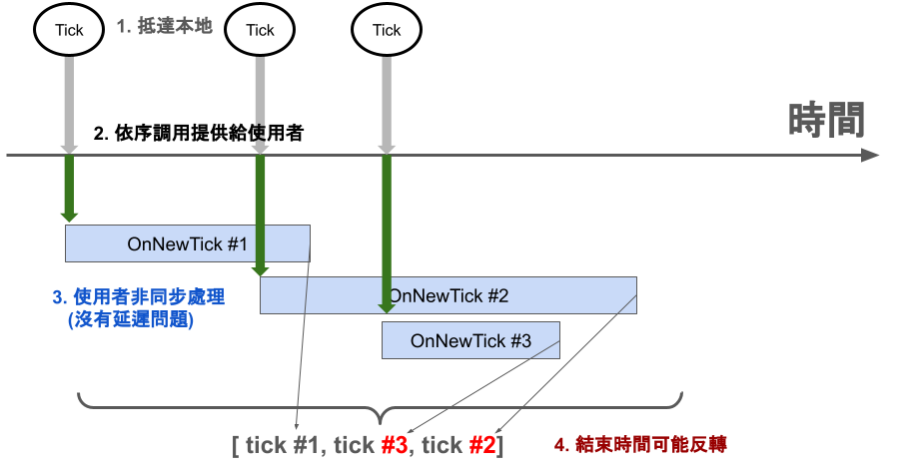 Tick
1. 抵達本地
Tick
Tick
2. 依序調用提供給使用者
時間
OnNewTick #1
3. 使用者非同步處理
(沒有延遲問題)
OnNewTick #2
OnNewTick #3
[ tick #1, tick #3, tick #2]
4. 結束時間可能反轉